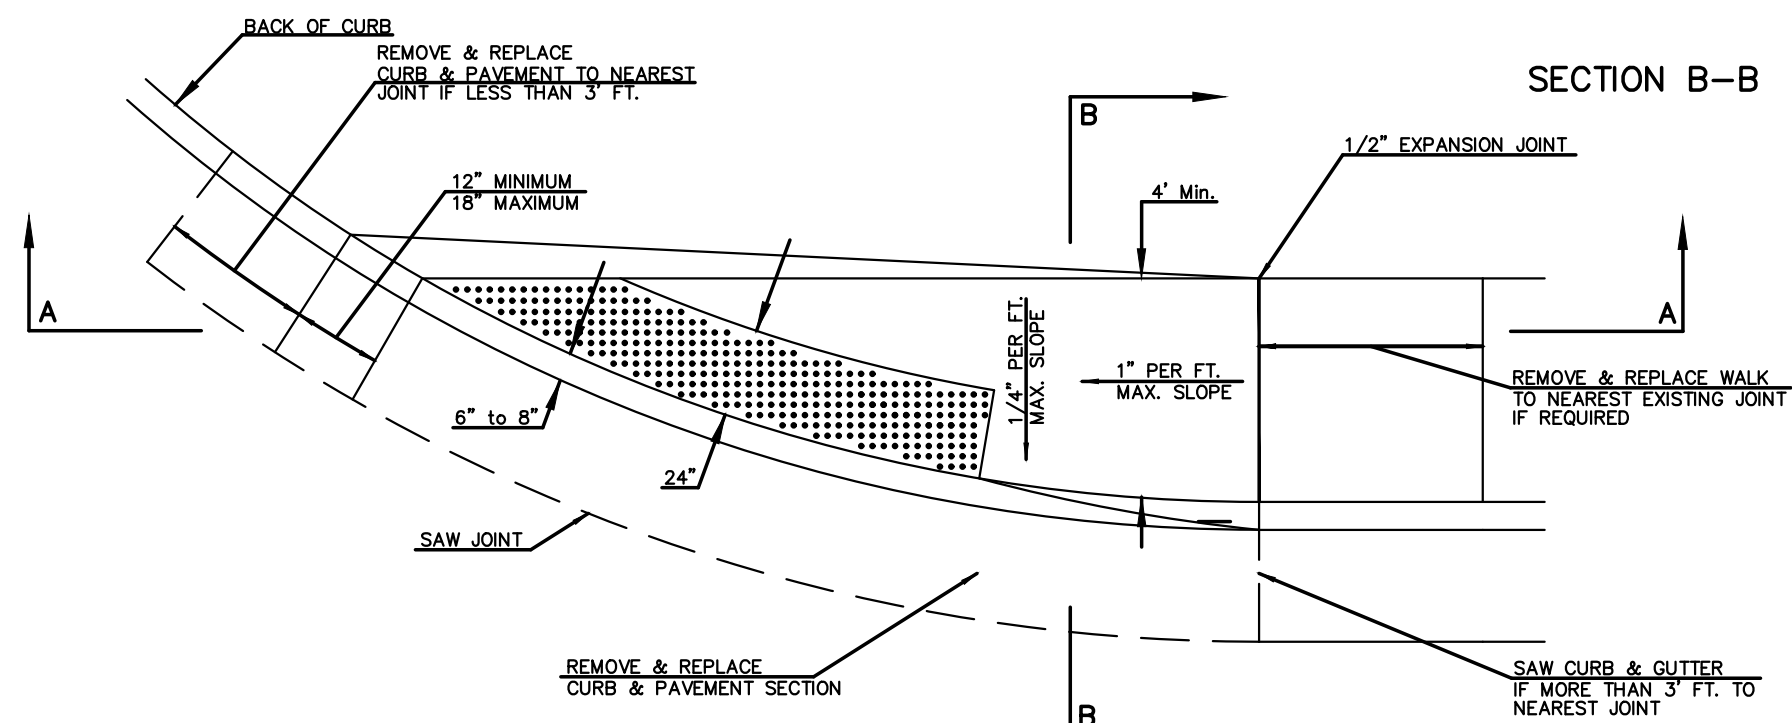 BACK OF CURB
REMOVE & REPLACE
CURB & PAVEMENT TO NEAREST
JOINT IF LESS THAN 3' FT.
SECTION B-B
B
1/2" EXPANSION JOINT
12" MINIMUM
18" MAXIMUM
4' Min.
A
A
1/4" PER FT.
MAX. SLOPE
1" PER FT.
MAX. SLOPE
REMOVE & REPLACE WALK
TO NEAREST EXISTING JOINT
IF REQUIRED
6" to 8"
24"
SAW JOINT
REMOVE & REPLACE
CURB & PAVEMENT SECTION
SAW CURB & GUTTER
IF MORE THAN 3' FT. TO
NEAREST JOINT
B